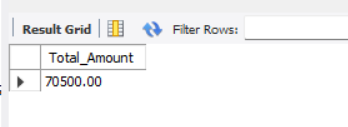 Result Grid Filter Rows:
Total_Amount
70500.00